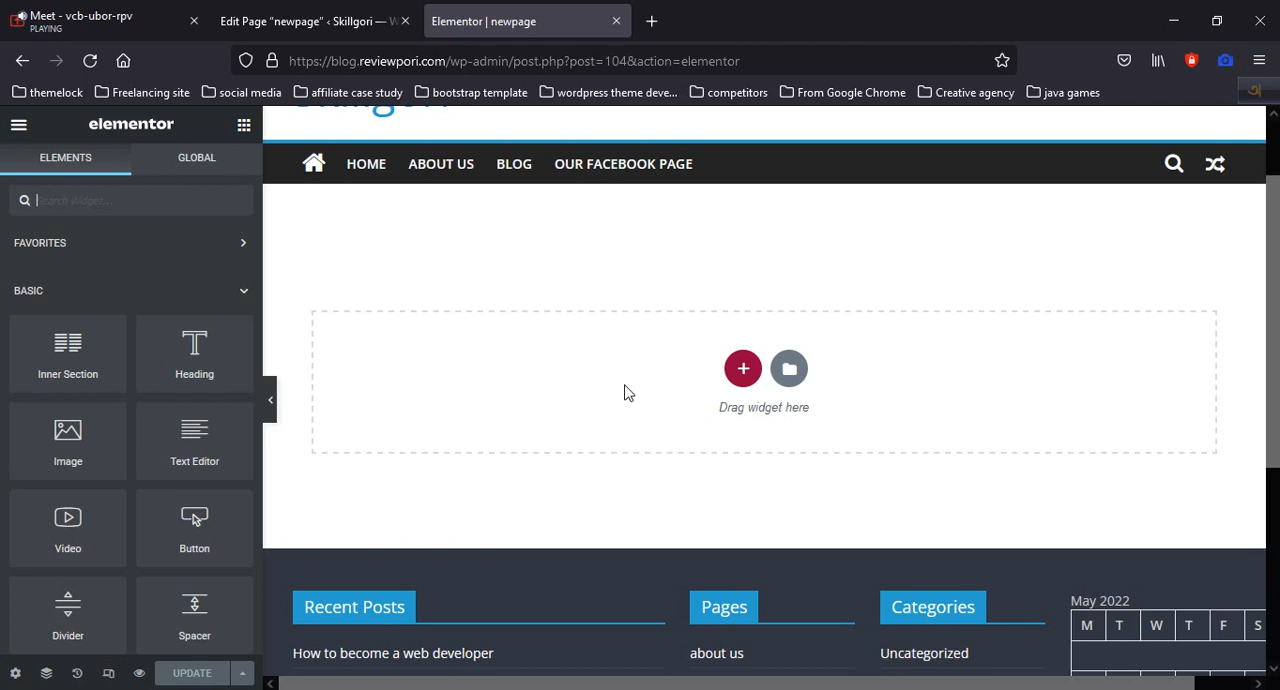 Meet - vcb-ubor-rpv
PLAYING
Edit Page “newpage” ‹ Skillgori — W
Elementor | newpage
https://blog.reviewpori.com/wp-admin/post.php?post=104&action=elementor
themelock
Freelancing site
social media
affiliate case study
bootstrap template
wordpress theme deve...
competitors
From Google Chrome
Creative agency
java games
elementor
ELEMENTS
GLOBAL
Search Widget...
FAVORITES
BASIC
Inner Section
Heading
Image
Text Editor
Video
Button
Divider
Spacer
UPDATE
HOME
ABOUT US
BLOG
OUR FACEBOOK PAGE
Drag widget here
Recent Posts
How to become a web developer
Pages
about us
Categories
Uncategorized
May 2022
M T W T F S